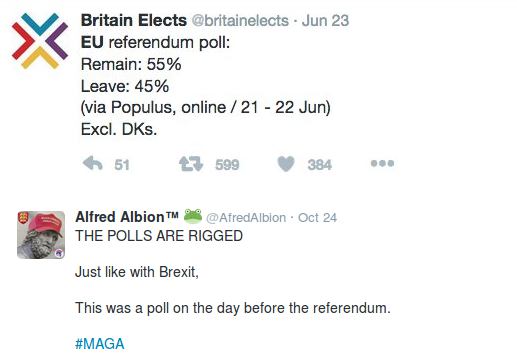 Britain Elects @britainelects · Jun 23
EU referendum poll:
Remain: 55%
Leave: 45%
(via Populus, online / 21 - 22 Jun)
Excl. DKs.
51 599 384 •••
Alfred Albion™ 🐸 @AfredAlbion · Oct 24
THE POLLS ARE RIGGED
Just like with Brexit,
This was a poll on the day before the referendum.
#MAGA